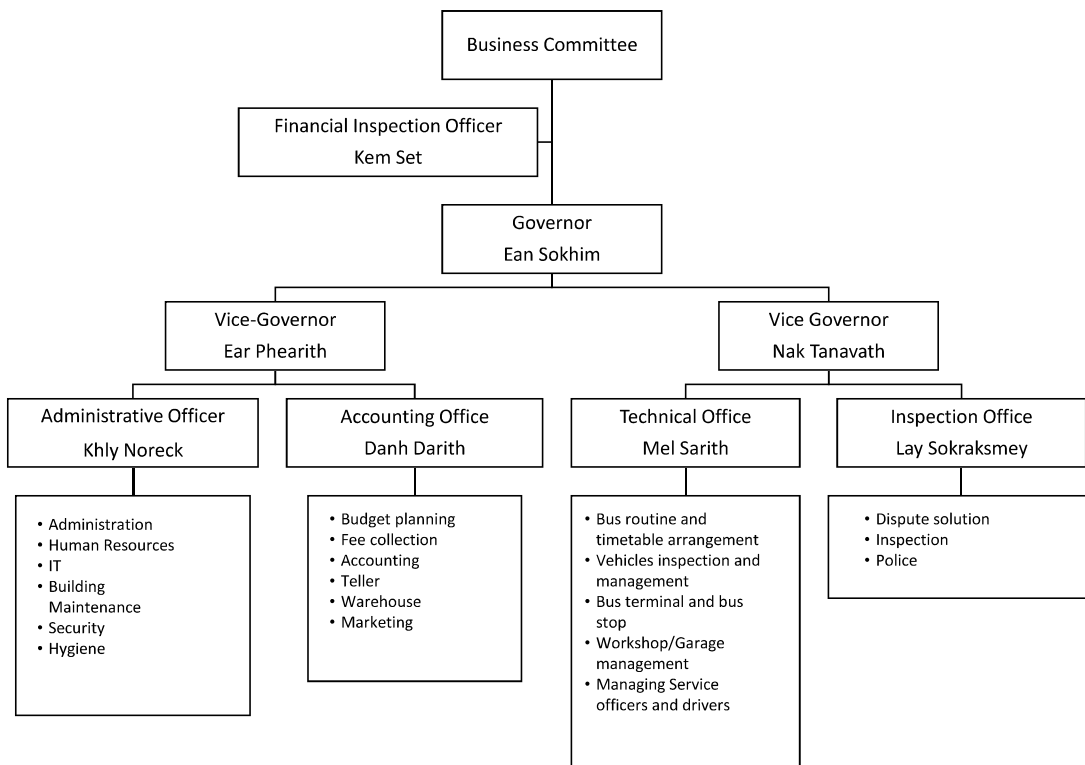 Business Committee
Financial Inspection Officer
Kem Set
Governor
Ean Sokhim
Vice-Governor
Ear Phearith
Vice Governor
Nak Tanavath
Administrative Officer
Khly Noreck
Accounting Office
Danh Darith
Technical Office
Mel Sarith
Inspection Office
Lay Sokraksmey
• Administration
• Human Resources
• IT
• Building
Maintenance
• Security
• Hygiene
• Budget planning
• Fee collection
• Accounting
• Teller
• Warehouse
• Marketing
• Bus routine and
timetable arrangement
• Vehicles inspection and
management
• Bus terminal and bus
stop
• Workshop/Garage
management
• Managing Service
officers and drivers
• Dispute solution
• Inspection
• Police